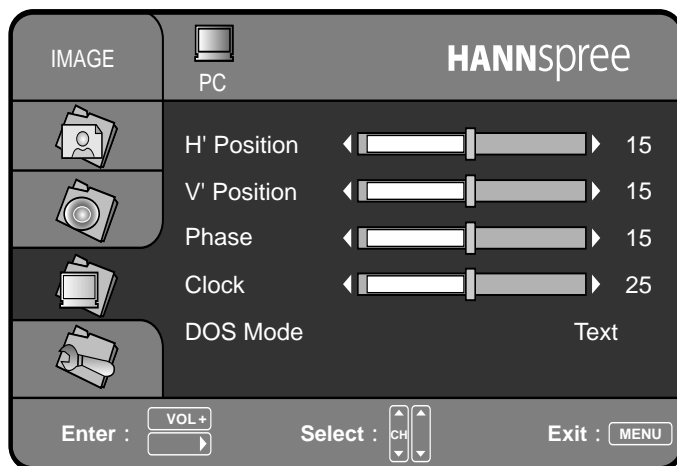 IMAGE
PC
HANNspree
H' Position 15
V' Position 15
Phase 15
Clock 25
DOS Mode Text
Enter : VOL+
Select : CH
Exit : MENU